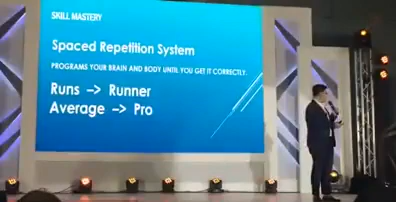 SKILL MASTERY
Spaced Repetition System
PROGRAMS YOUR BRAIN AND BODY UNTIL YOU GET IT CORRECTLY.
Runs –> Runner
Average –> Pro